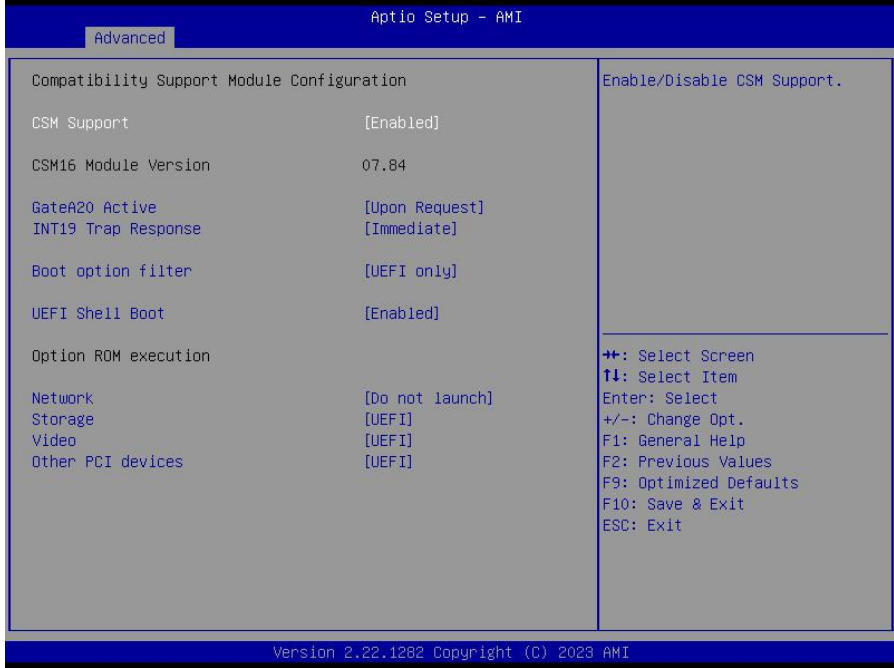 Aptio Setup – AMI
Advanced
Compatibility Support Module Configuration
CSM Support [Enabled]
CSM16 Module Version 07.84
GateA20 Active [Upon Request]
INT19 Trap Response [Immediate]
Boot option filter [UEFI only]
UEFI Shell Boot [Enabled]
Option ROM execution
Network [Do not launch]
Storage [UEFI]
Video [UEFI]
Other PCI devices [UEFI]
Enable/Disable CSM Support.
→←: Select Screen
↑↓: Select Item
Enter: Select
+/-: Change Opt.
F1: General Help
F2: Previous Values
F9: Optimized Defaults
F10: Save & Exit
ESC: Exit
Version 2.22.1282 Copyright (C) 2023 AMI